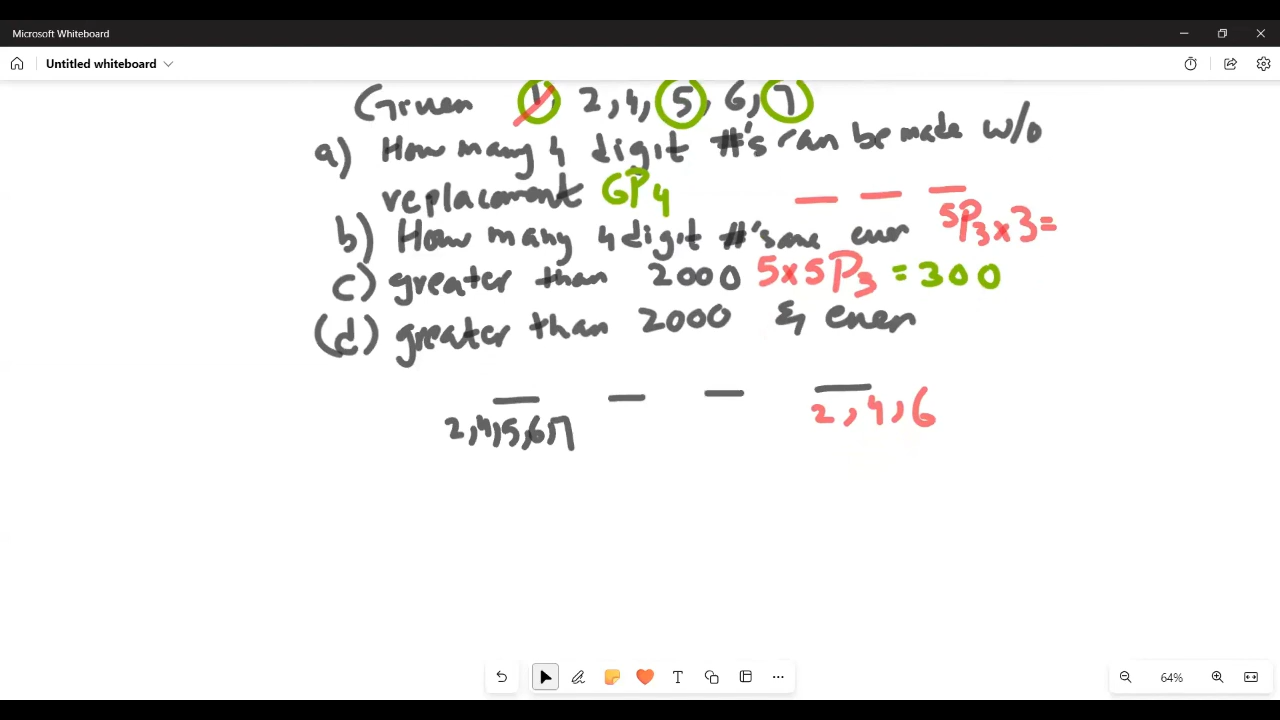 Microsoft Whiteboard
Untitled whiteboard
Given 1, 2, 4, 5, 6, 7
a) How many 4 digit #'s can be made w/o
replacement 6P4
b) How many 4 digit #'s are even 5P3 x 3 =
c) greater than 2000 5 x 5P3 = 300
(d) greater than 2000 & even
2, 4, 6
2,4,5,6,7
64%